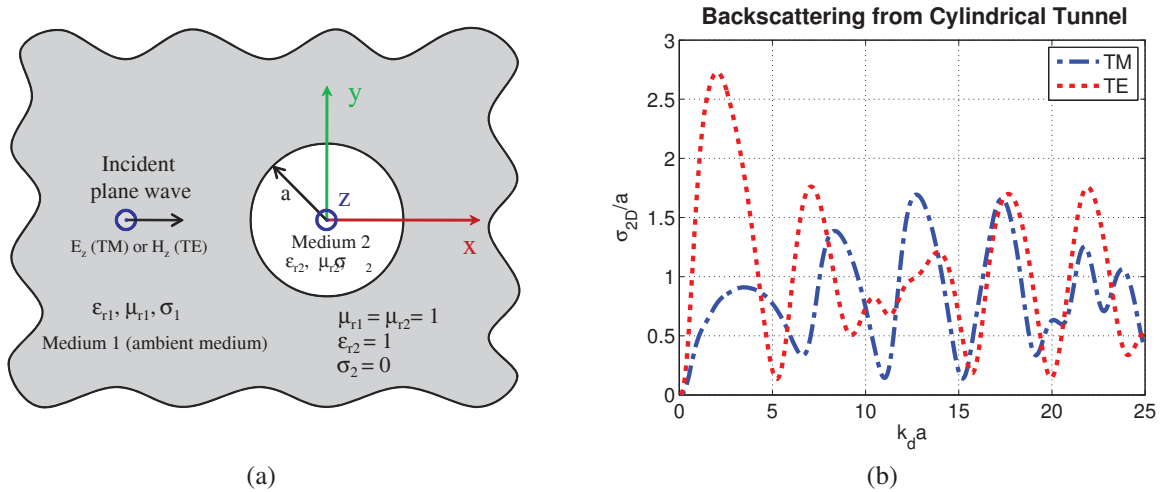 y
Incident
plane wave
a
z
E_z (TM) or H_z (TE)
x
Medium 2
ε_r2, μ_r2, σ_2
ε_r1, μ_r1, σ_1
Medium 1 (ambient medium)
μ_r1 = μ_r2 = 1
ε_r2 = 1
σ_2 = 0
(a)
Backscattering from Cylindrical Tunnel
3
TM
TE
2.5
2
σ_2D/a
1.5
1
0.5
0
0 5 10 15 20 25
k_d a
(b)